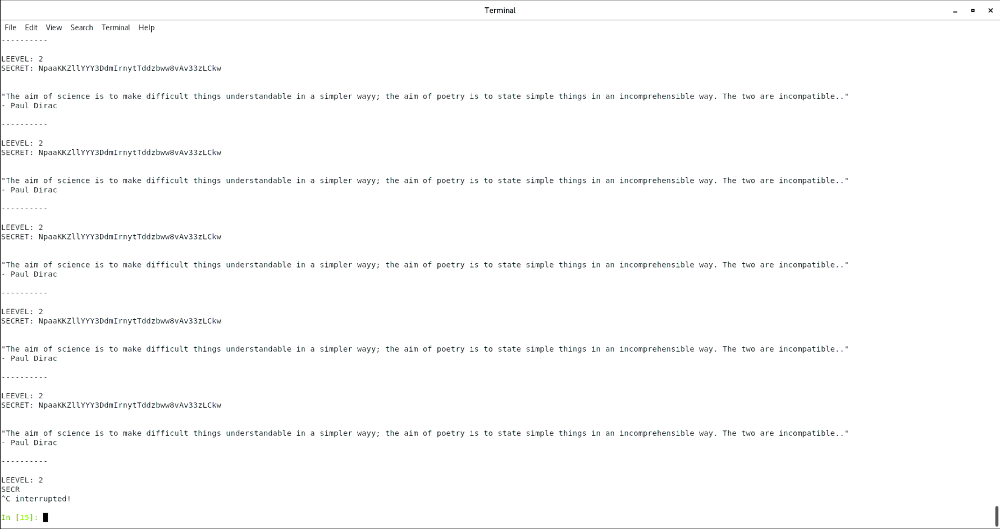 Terminal
File Edit View Search Terminal Help
----------
LEEVEL: 2
SECRET: NpaaKKZllYYY3DdmIrnytTddzbww8vAv33zLCkw
"The aim of science is to make difficult things understandable in a simpler wayy; the aim of poetry is to state simple things in an incomprehensible way. The two are incompatible.."
- Paul Dirac
----------
LEEVEL: 2
SECRET: NpaaKKZllYYY3DdmIrnytTddzbww8vAv33zLCkw
"The aim of science is to make difficult things understandable in a simpler wayy; the aim of poetry is to state simple things in an incomprehensible way. The two are incompatible.."
- Paul Dirac
----------
LEEVEL: 2
SECRET: NpaaKKZllYYY3DdmIrnytTddzbww8vAv33zLCkw
"The aim of science is to make difficult things understandable in a simpler wayy; the aim of poetry is to state simple things in an incomprehensible way. The two are incompatible.."
- Paul Dirac
----------
LEEVEL: 2
SECRET: NpaaKKZllYYY3DdmIrnytTddzbww8vAv33zLCkw
"The aim of science is to make difficult things understandable in a simpler wayy; the aim of poetry is to state simple things in an incomprehensible way. The two are incompatible.."
- Paul Dirac
----------
LEEVEL: 2
SECRET: NpaaKKZllYYY3DdmIrnytTddzbww8vAv33zLCkw
"The aim of science is to make difficult things understandable in a simpler wayy; the aim of poetry is to state simple things in an incomprehensible way. The two are incompatible.."
- Paul Dirac
----------
LEEVEL: 2
SECR
^C interrupted!
In [15]: